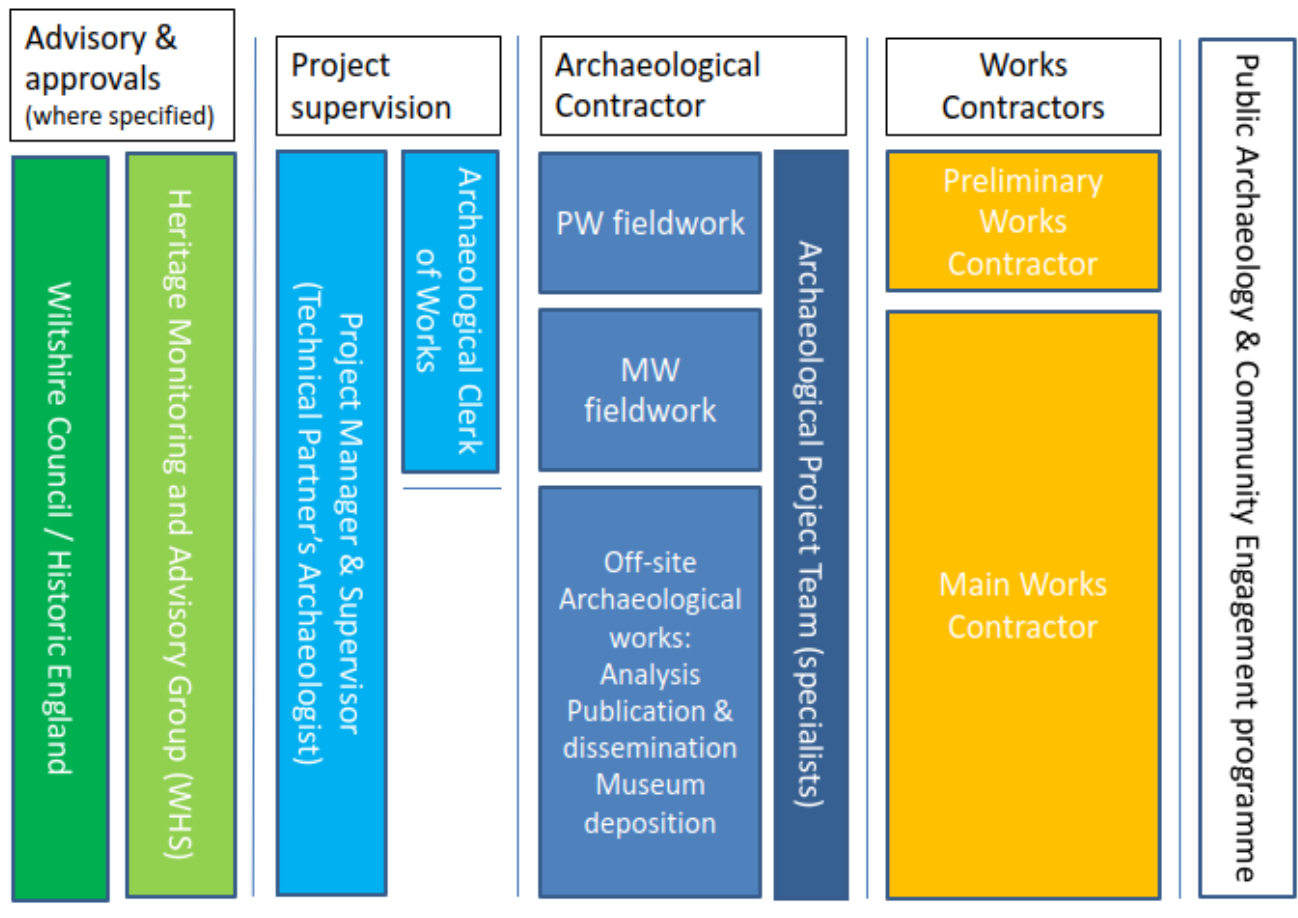 Advisory &
approvals
(where specified)
Wiltshire Council / Historic England
Heritage Monitoring and Advisory Group (WHS)
Project
supervision
Project Manager & Supervisor
(Technical Partner's Archaeologist)
Archaeological Clerk
of Works
Archaeological
Contractor
PW fieldwork
MW
fieldwork
Off-site
Archaeological
works:
Analysis
Publication &
dissemination
Museum
deposition
Archaeological Project Team (specialists)
Works
Contractors
Preliminary
Works
Contractor
Main Works
Contractor
Public Archaeology & Community Engagement programme